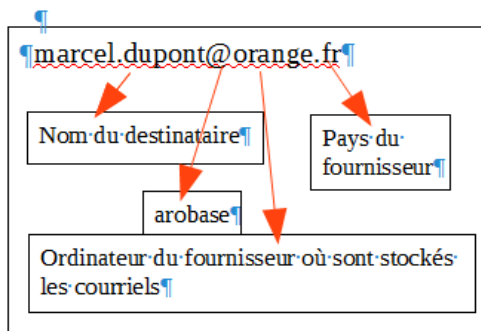 ¶
¶marcel.dupont@orange.fr¶
Nom·du·destinataire¶
Pays·du·
fournisseur¶
arobase¶
Ordinateur·du·fournisseur·où·sont·stockés·
les·courriels¶